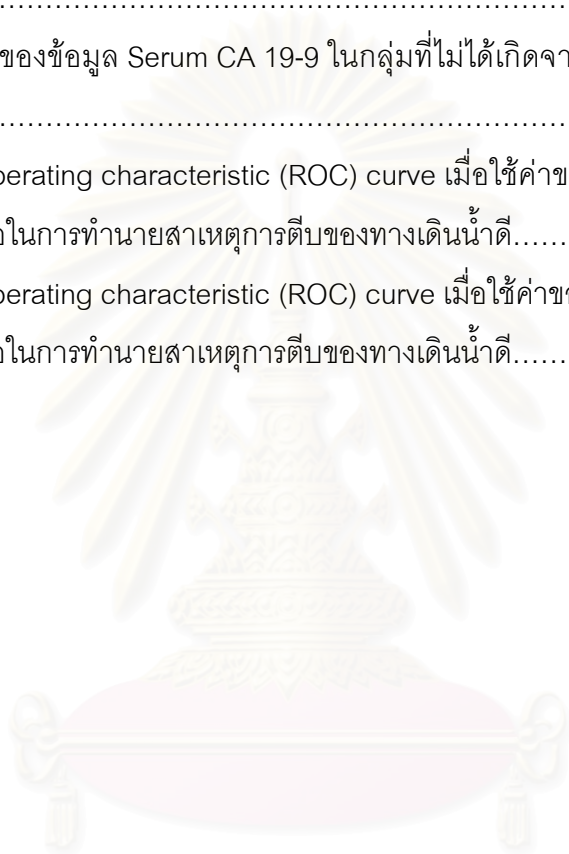 ....................................................................
ของข้อมูล Serum CA 19-9 ในกลุ่มที่ไม่ได้เกิดจา
....................................................................
perating characteristic (ROC) curve เมื่อใช้ค่าข
ในการทำนายสาเหตุการตีบของทางเดินน้ำดี......
perating characteristic (ROC) curve เมื่อใช้ค่าข
ในการทำนายสาเหตุการตีบของทางเดินน้ำดี......